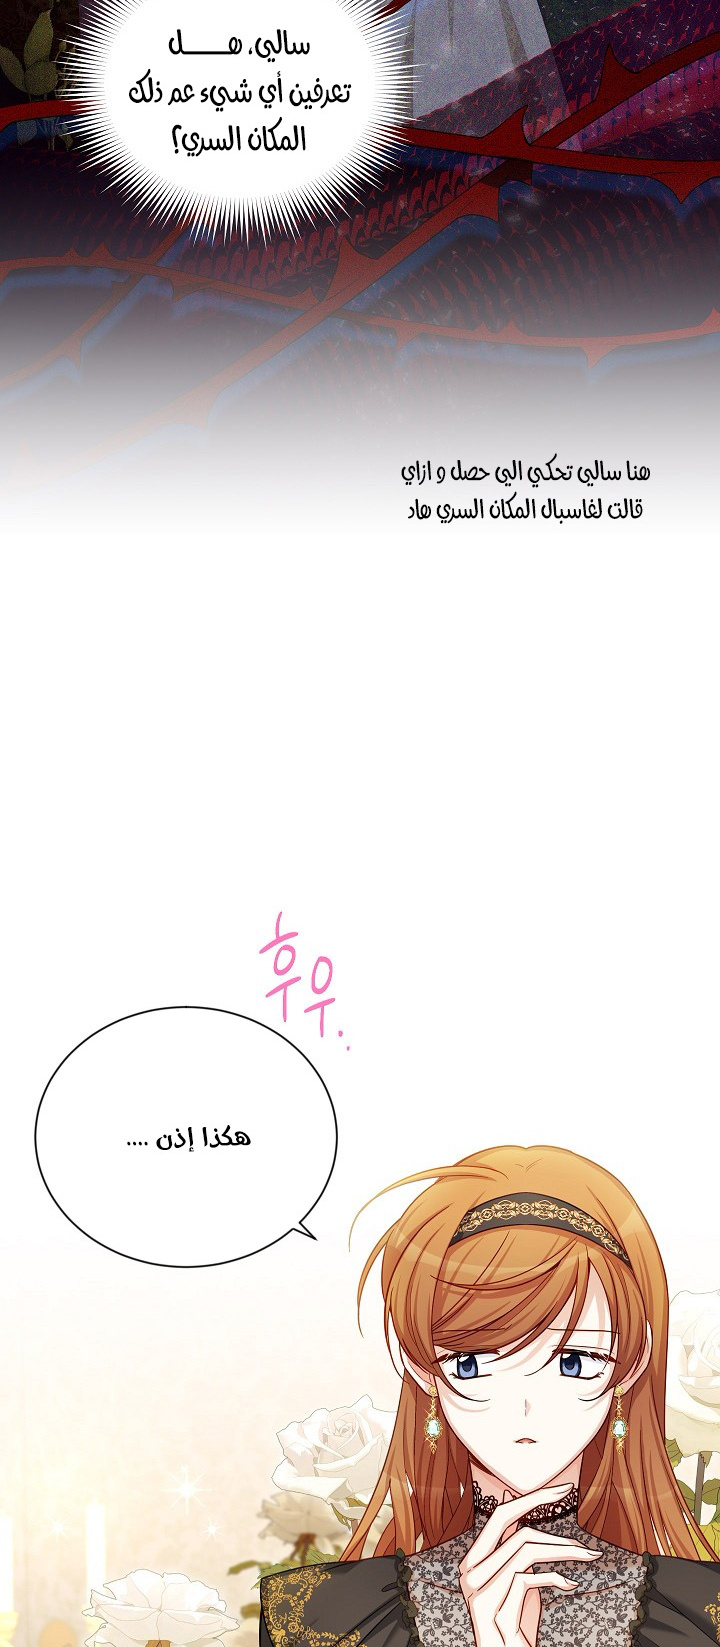 سالي، هـــل
تعرفين أي شيء عم ذلك
المكان السري؟
هنا سالي تحكي الي حصل و ازاي
قالت لغاسبال المكان السري هاد
후우..
هكذا إذن ....